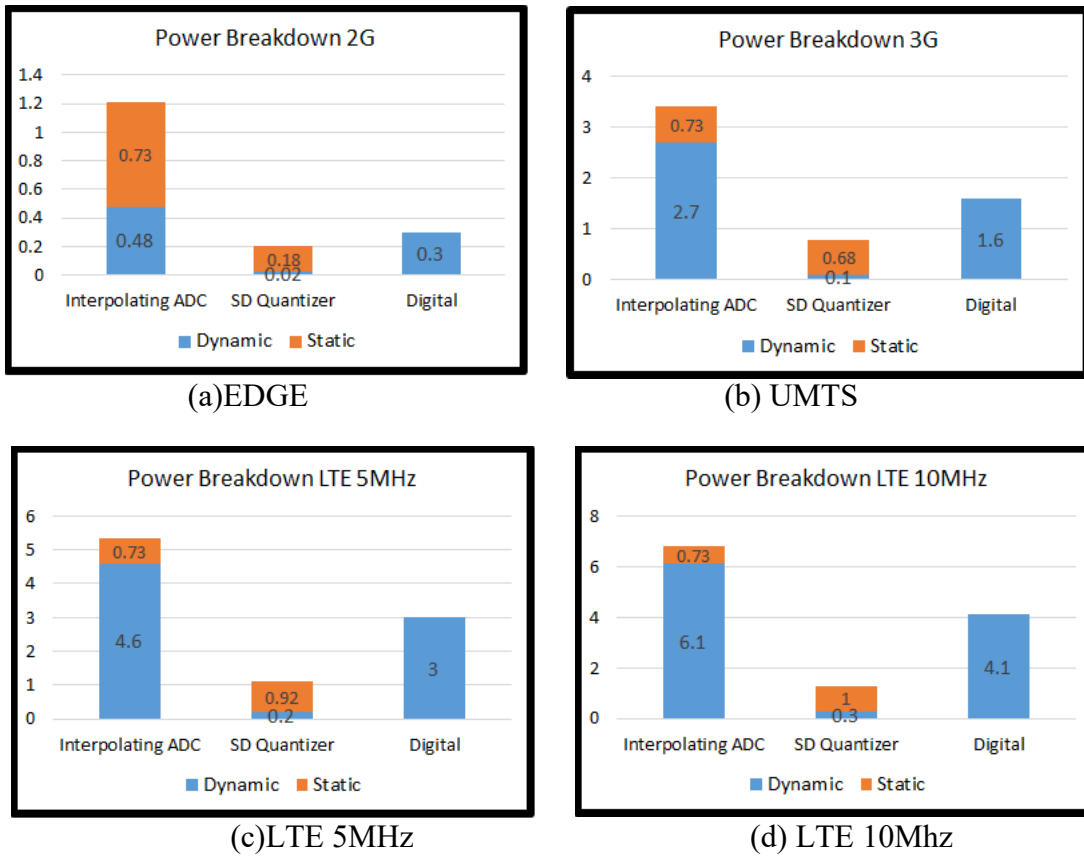 Power Breakdown 2G
1.4
1.2
1
0.8
0.6
0.4
0.2
0
0.73
0.48
0.18
0.02
0.3
Interpolating ADC SD Quantizer Digital
Dynamic Static
(a)EDGE
Power Breakdown 3G
4
3
2
1
0
0.73
2.7
0.68
0.1
1.6
Interpolating ADC SD Quantizer Digital
Dynamic Static
(b) UMTS
Power Breakdown LTE 5MHz
6
5
4
3
2
1
0
0.73
4.6
0.92
0.2
3
Interpolating ADC SD Quantizer Digital
Dynamic Static
(c)LTE 5MHz
Power Breakdown LTE 10MHz
8
6
4
2
0
0.73
6.1
1
0.3
4.1
Interpolating ADC SD Quantizer Digital
Dynamic Static
(d) LTE 10Mhz